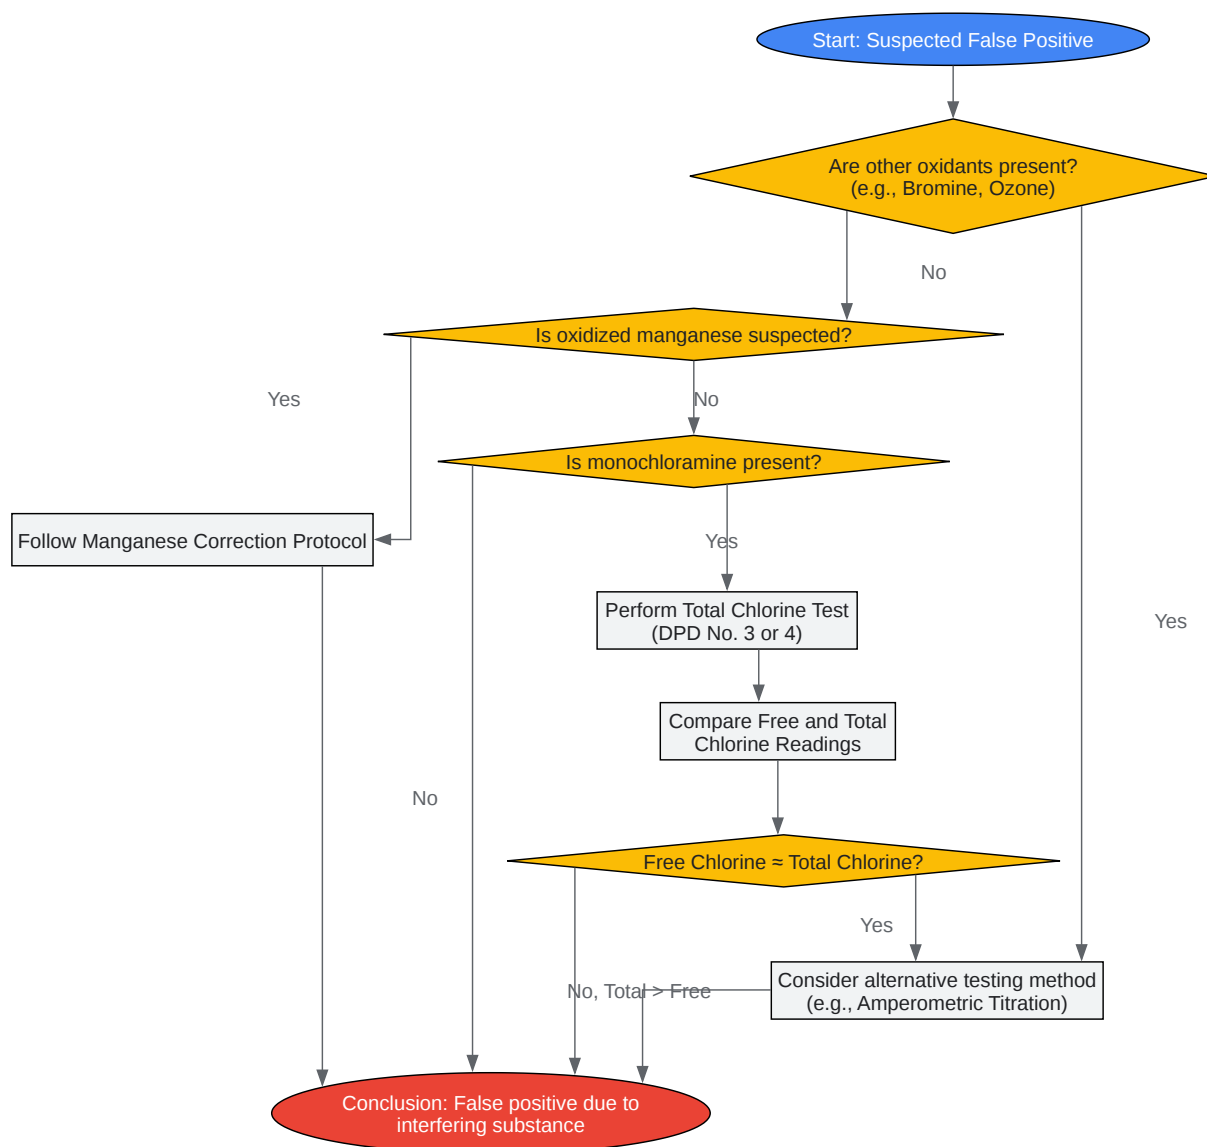 Start: Suspected False Positive
Are other oxidants present?
(e.g., Bromine, Ozone)
No
Is oxidized manganese suspected?
Yes
No
Is monochloramine present?
Follow Manganese Correction Protocol
Yes
Perform Total Chlorine Test
(DPD No. 3 or 4)
Yes
Compare Free and Total
Chlorine Readings
No
Free Chlorine ≈ Total Chlorine?
Yes
Consider alternative testing method
(e.g., Amperometric Titration)
No, Total > Free
Conclusion: False positive due to
interfering substance